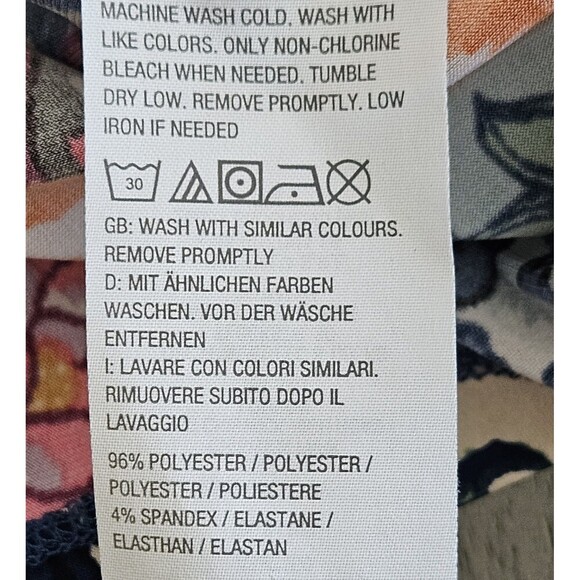 MACHINE WASH COLD. WASH WITH
LIKE COLORS. ONLY NON-CHLORINE
BLEACH WHEN NEEDED. TUMBLE
DRY LOW. REMOVE PROMPTLY. LOW
IRON IF NEEDED
30
GB: WASH WITH SIMILAR COLOURS.
REMOVE PROMPTLY
D: MIT ÄHNLICHEN FARBEN
WASCHEN. VOR DER WÄSCHE
ENTFERNEN
I: LAVARE CON COLORI SIMILARI.
RIMUOVERE SUBITO DOPO IL
LAVAGGIO
96% POLYESTER / POLYESTER /
POLYESTER / POLIESTERE
4% SPANDEX / ELASTANE /
ELASTHAN / ELASTAN